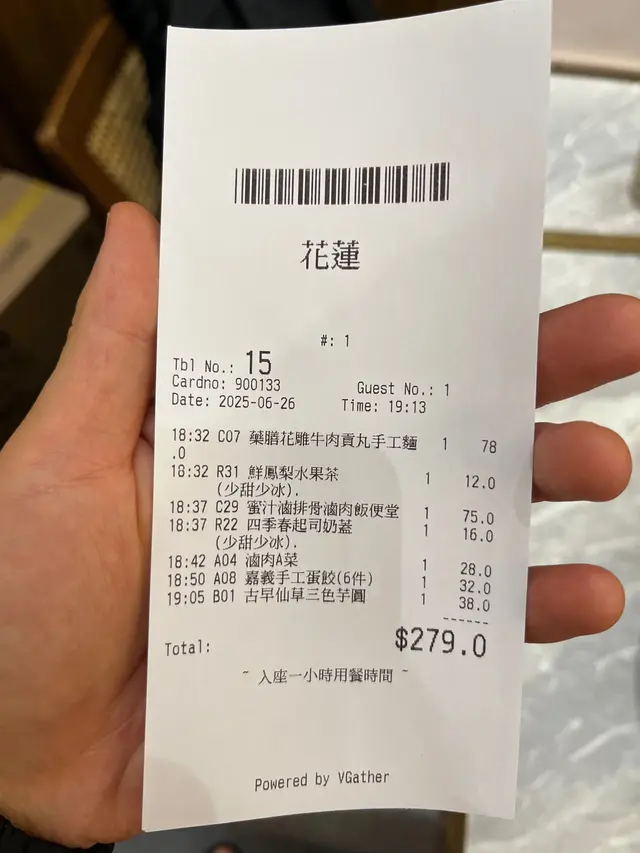 花蓮
#: 1
Tbl No.: 15
Cardno: 900133 Guest No.: 1
Date: 2025-06-26 Time: 19:13
18:32 C07 藥膳花雕牛肉貢丸手工麵 1 78
.0
18:32 R31 鮮鳳梨水果茶 1 12.0
(少甜少冰).
18:37 C29 蜜汁滷排骨滷肉飯便堂 1 75.0
18:37 R22 四季春起司奶蓋 1 16.0
(少甜少冰).
18:42 A04 滷肉A菜 1 28.0
18:50 A08 嘉義手工蛋餃(6件) 1 32.0
19:05 B01 古早仙草三色芋圓 1 38.0
------
Total: $279.0
~ 入座一小時用餐時間 ~
Powered by VGather